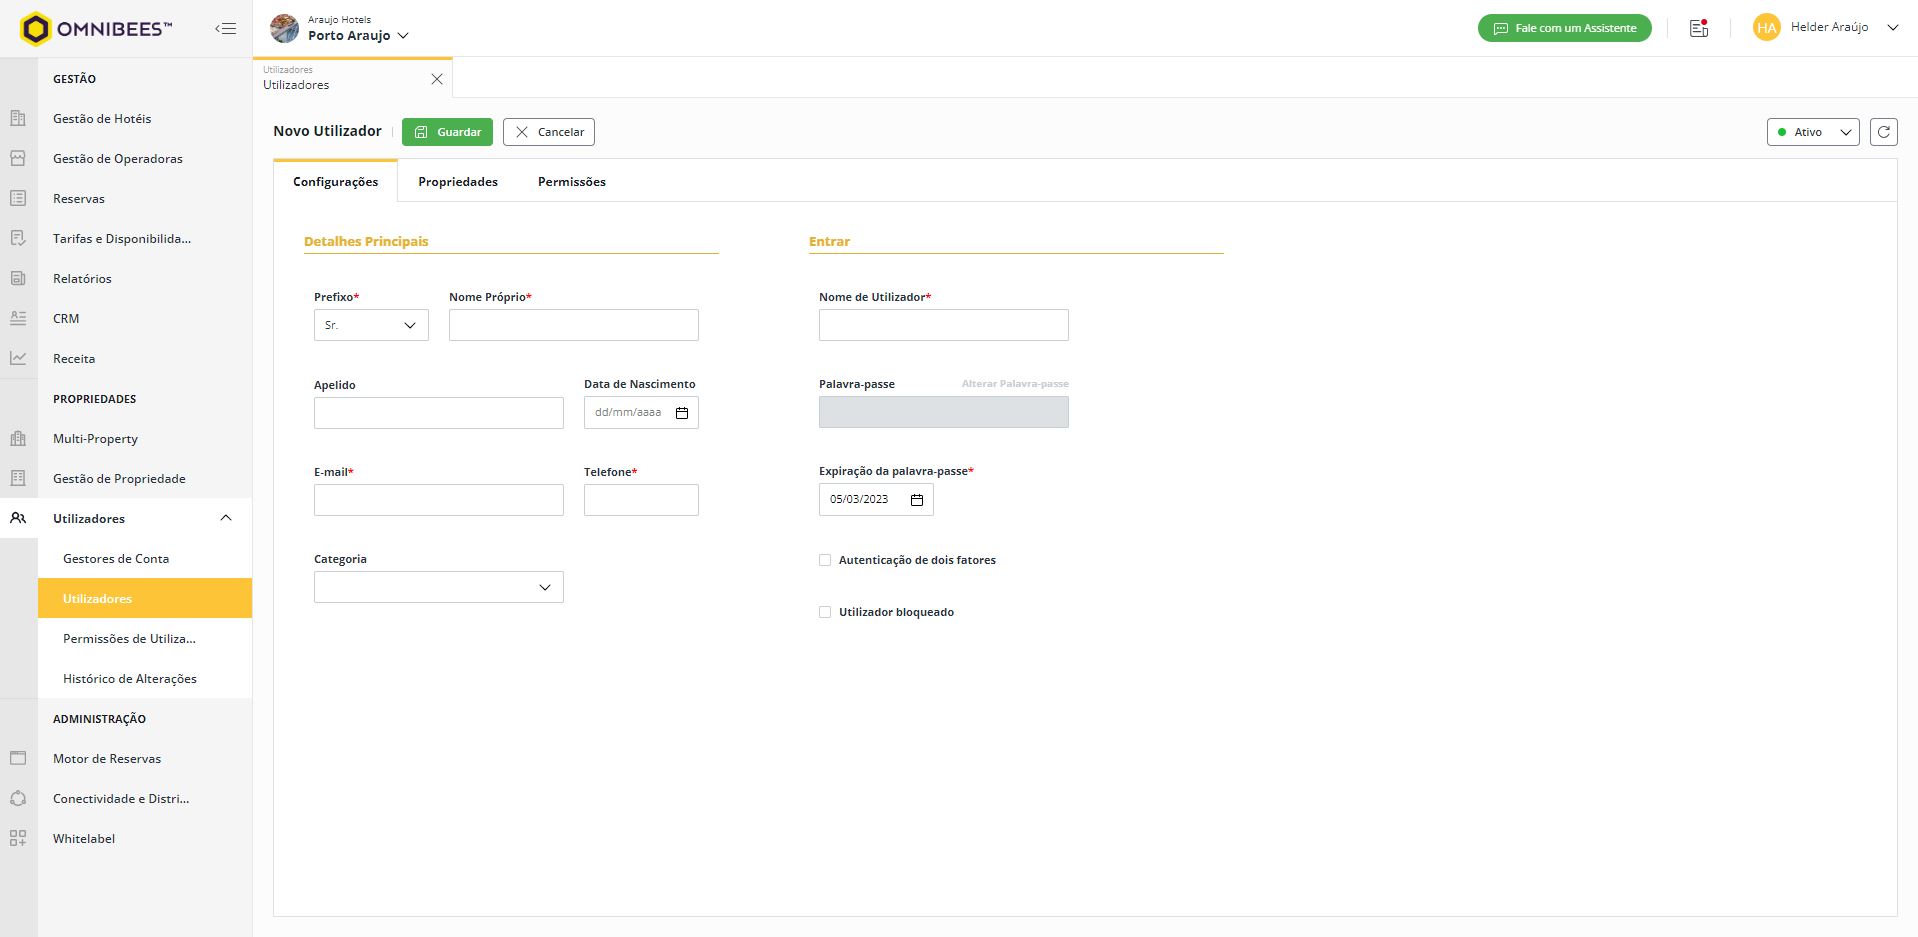 OMNIBEES™
Araujo Hotels
Porto Araujo
Fale com um Assistente
HA
Helder Araújo
GESTÃO
Gestão de Hotéis
Gestão de Operadoras
Reservas
Tarifas e Disponibilida...
Relatórios
CRM
Receita
PROPRIEDADES
Multi-Property
Gestão de Propriedade
Utilizadores
Gestores de Conta
Utilizadores
Permissões de Utiliza...
Histórico de Alterações
ADMINISTRAÇÃO
Motor de Reservas
Conectividade e Distri...
Whitelabel
Utilizadores
Utilizadores
Novo Utilizador
Guardar
Cancelar
Ativo
Configurações
Propriedades
Permissões
Detalhes Principais
Prefixo*
Nome Próprio*
Sr.
Apelido
Data de Nascimento
dd/mm/aaaa
E-mail*
Telefone*
Categoria
Entrar
Nome de Utilizador*
Palavra-passe
Alterar Palavra-passe
Expiração da palavra-passe*
05/03/2023
Autenticação de dois fatores
Utilizador bloqueado